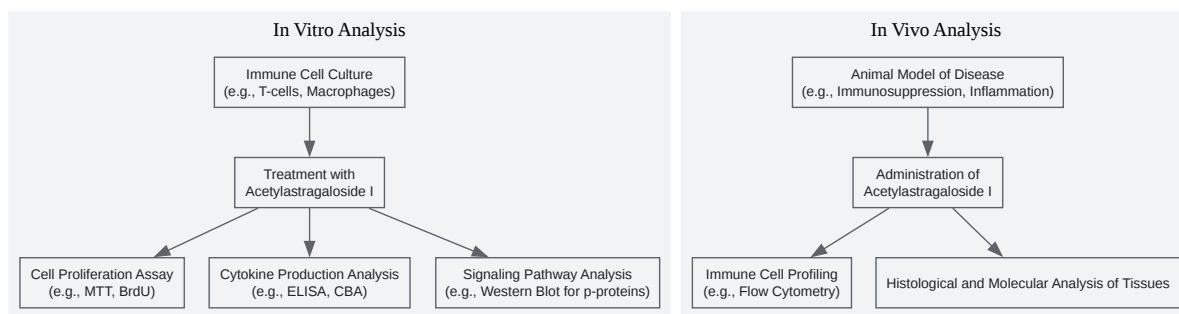 In Vitro Analysis
Immune Cell Culture
(e.g., T-cells, Macrophages)
Treatment with
Acetylastragaloside I
Cell Proliferation Assay
(e.g., MTT, BrdU)
Cytokine Production Analysis
(e.g., ELISA, CBA)
Signaling Pathway Analysis
(e.g., Western Blot for p-proteins)
In Vivo Analysis
Animal Model of Disease
(e.g., Immunosuppression, Inflammation)
Administration of
Acetylastragaloside I
Immune Cell Profiling
(e.g., Flow Cytometry)
Histological and Molecular Analysis of Tissues